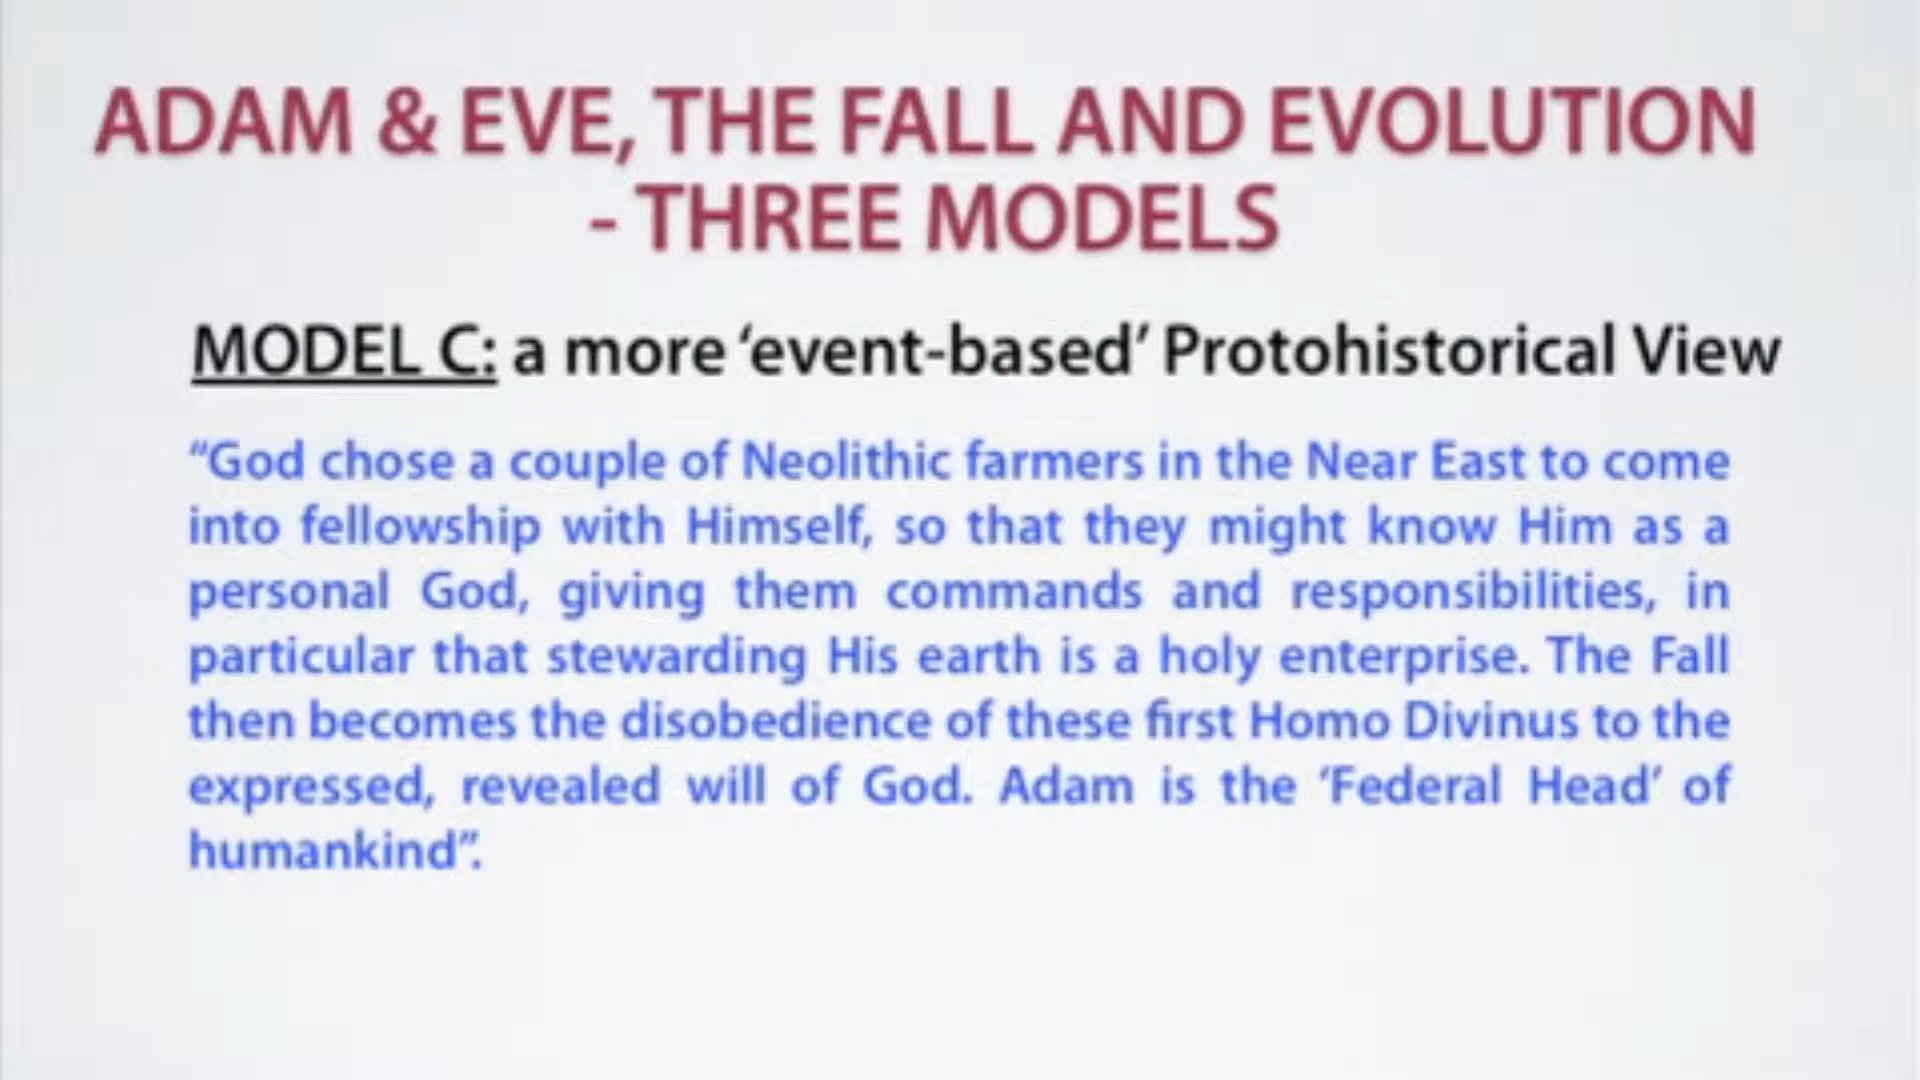 ADAM & EVE, THE FALL AND EVOLUTION
- THREE MODELS
MODEL C: a more ‘event-based’ Protohistorical View
“God chose a couple of Neolithic farmers in the Near East to come
into fellowship with Himself, so that they might know Him as a
personal God, giving them commands and responsibilities, in
particular that stewarding His earth is a holy enterprise. The Fall
then becomes the disobedience of these first Homo Divinus to the
expressed, revealed will of God. Adam is the ‘Federal Head’ of
humankind”.